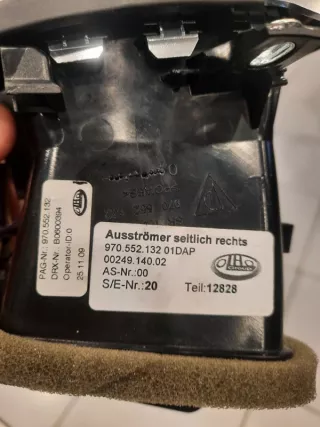 Ausströmer seitlich rechts
970.552.132 01DAP
00249.140.02
AS-Nr.:00
S/E-Nr.:20 Teil:12828
PAG-Nr.: 970.552.132
DRX-Nr.: B0600394
Operator-ID:0
25.11.09